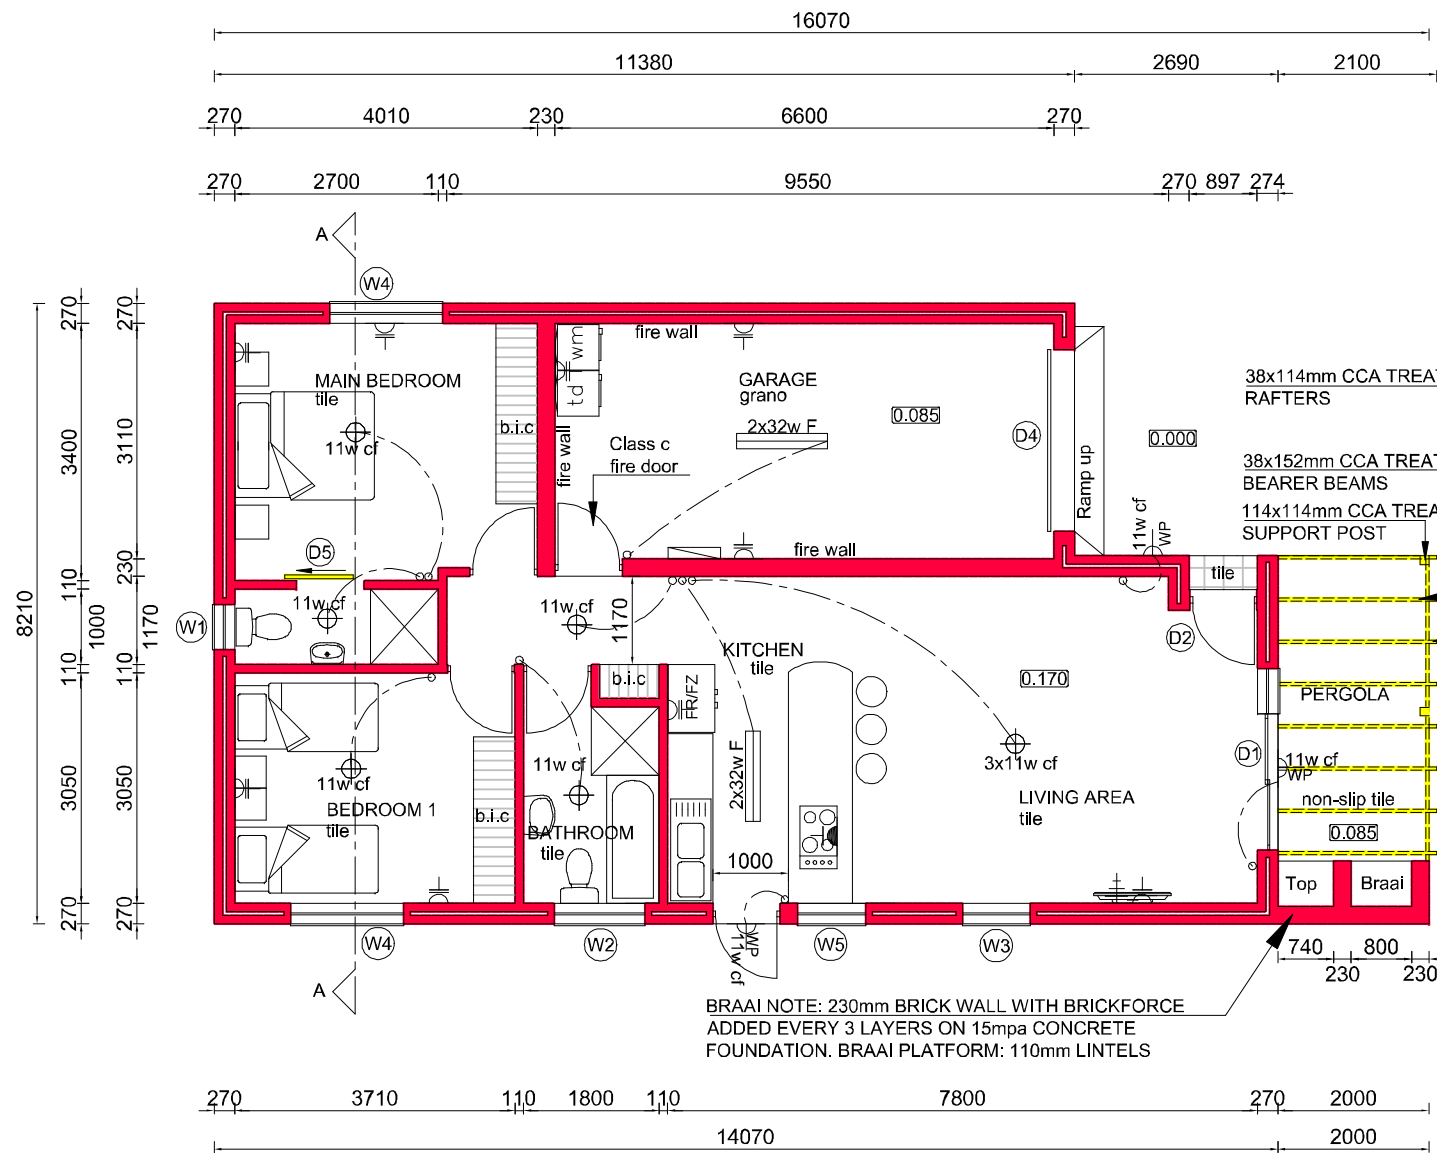 16070
11380 2690 2100
270 4010 230 6600 270
270 2700 110 9550 270 897 274
A
W4
fire wall
wm
td
MAIN BEDROOM
tile
GARAGE
grano
0.085
38x114mm CCA TREAT
RAFTERS
b.i.c
2x32w F
11w cf
D4
0.000
fire wall
Class c
fire door
Ramp up
38x152mm CCA TREAT
BEARER BEAMS
11w cf
WP
114x114mm CCA TREA
SUPPORT POST
D5
fire wall
tile
270 3400 110 1000 110 3050 270
270 3110 230 1170 110 3050 270
8210
W1
11w cf
11w cf
1170
D2
KITCHEN
tile
b.i.c
FR/FZ
0.170
PERGOLA
11w cf
11w cf
2x32w F
3x11w cf
D1
11w cf
WP
BEDROOM 1
tile
b.i.c
BATHROOM
tile
LIVING AREA
tile
non-slip tile
0.085
1000
Top
Braai
W4
W2
WP
11w cf
W5
W3
740 800
230 230
A
BRAAI NOTE: 230mm BRICK WALL WITH BRICKFORCE
ADDED EVERY 3 LAYERS ON 15mpa CONCRETE
FOUNDATION. BRAAI PLATFORM: 110mm LINTELS
270 3710 110 1800 110 7800 270 2000
14070 2000